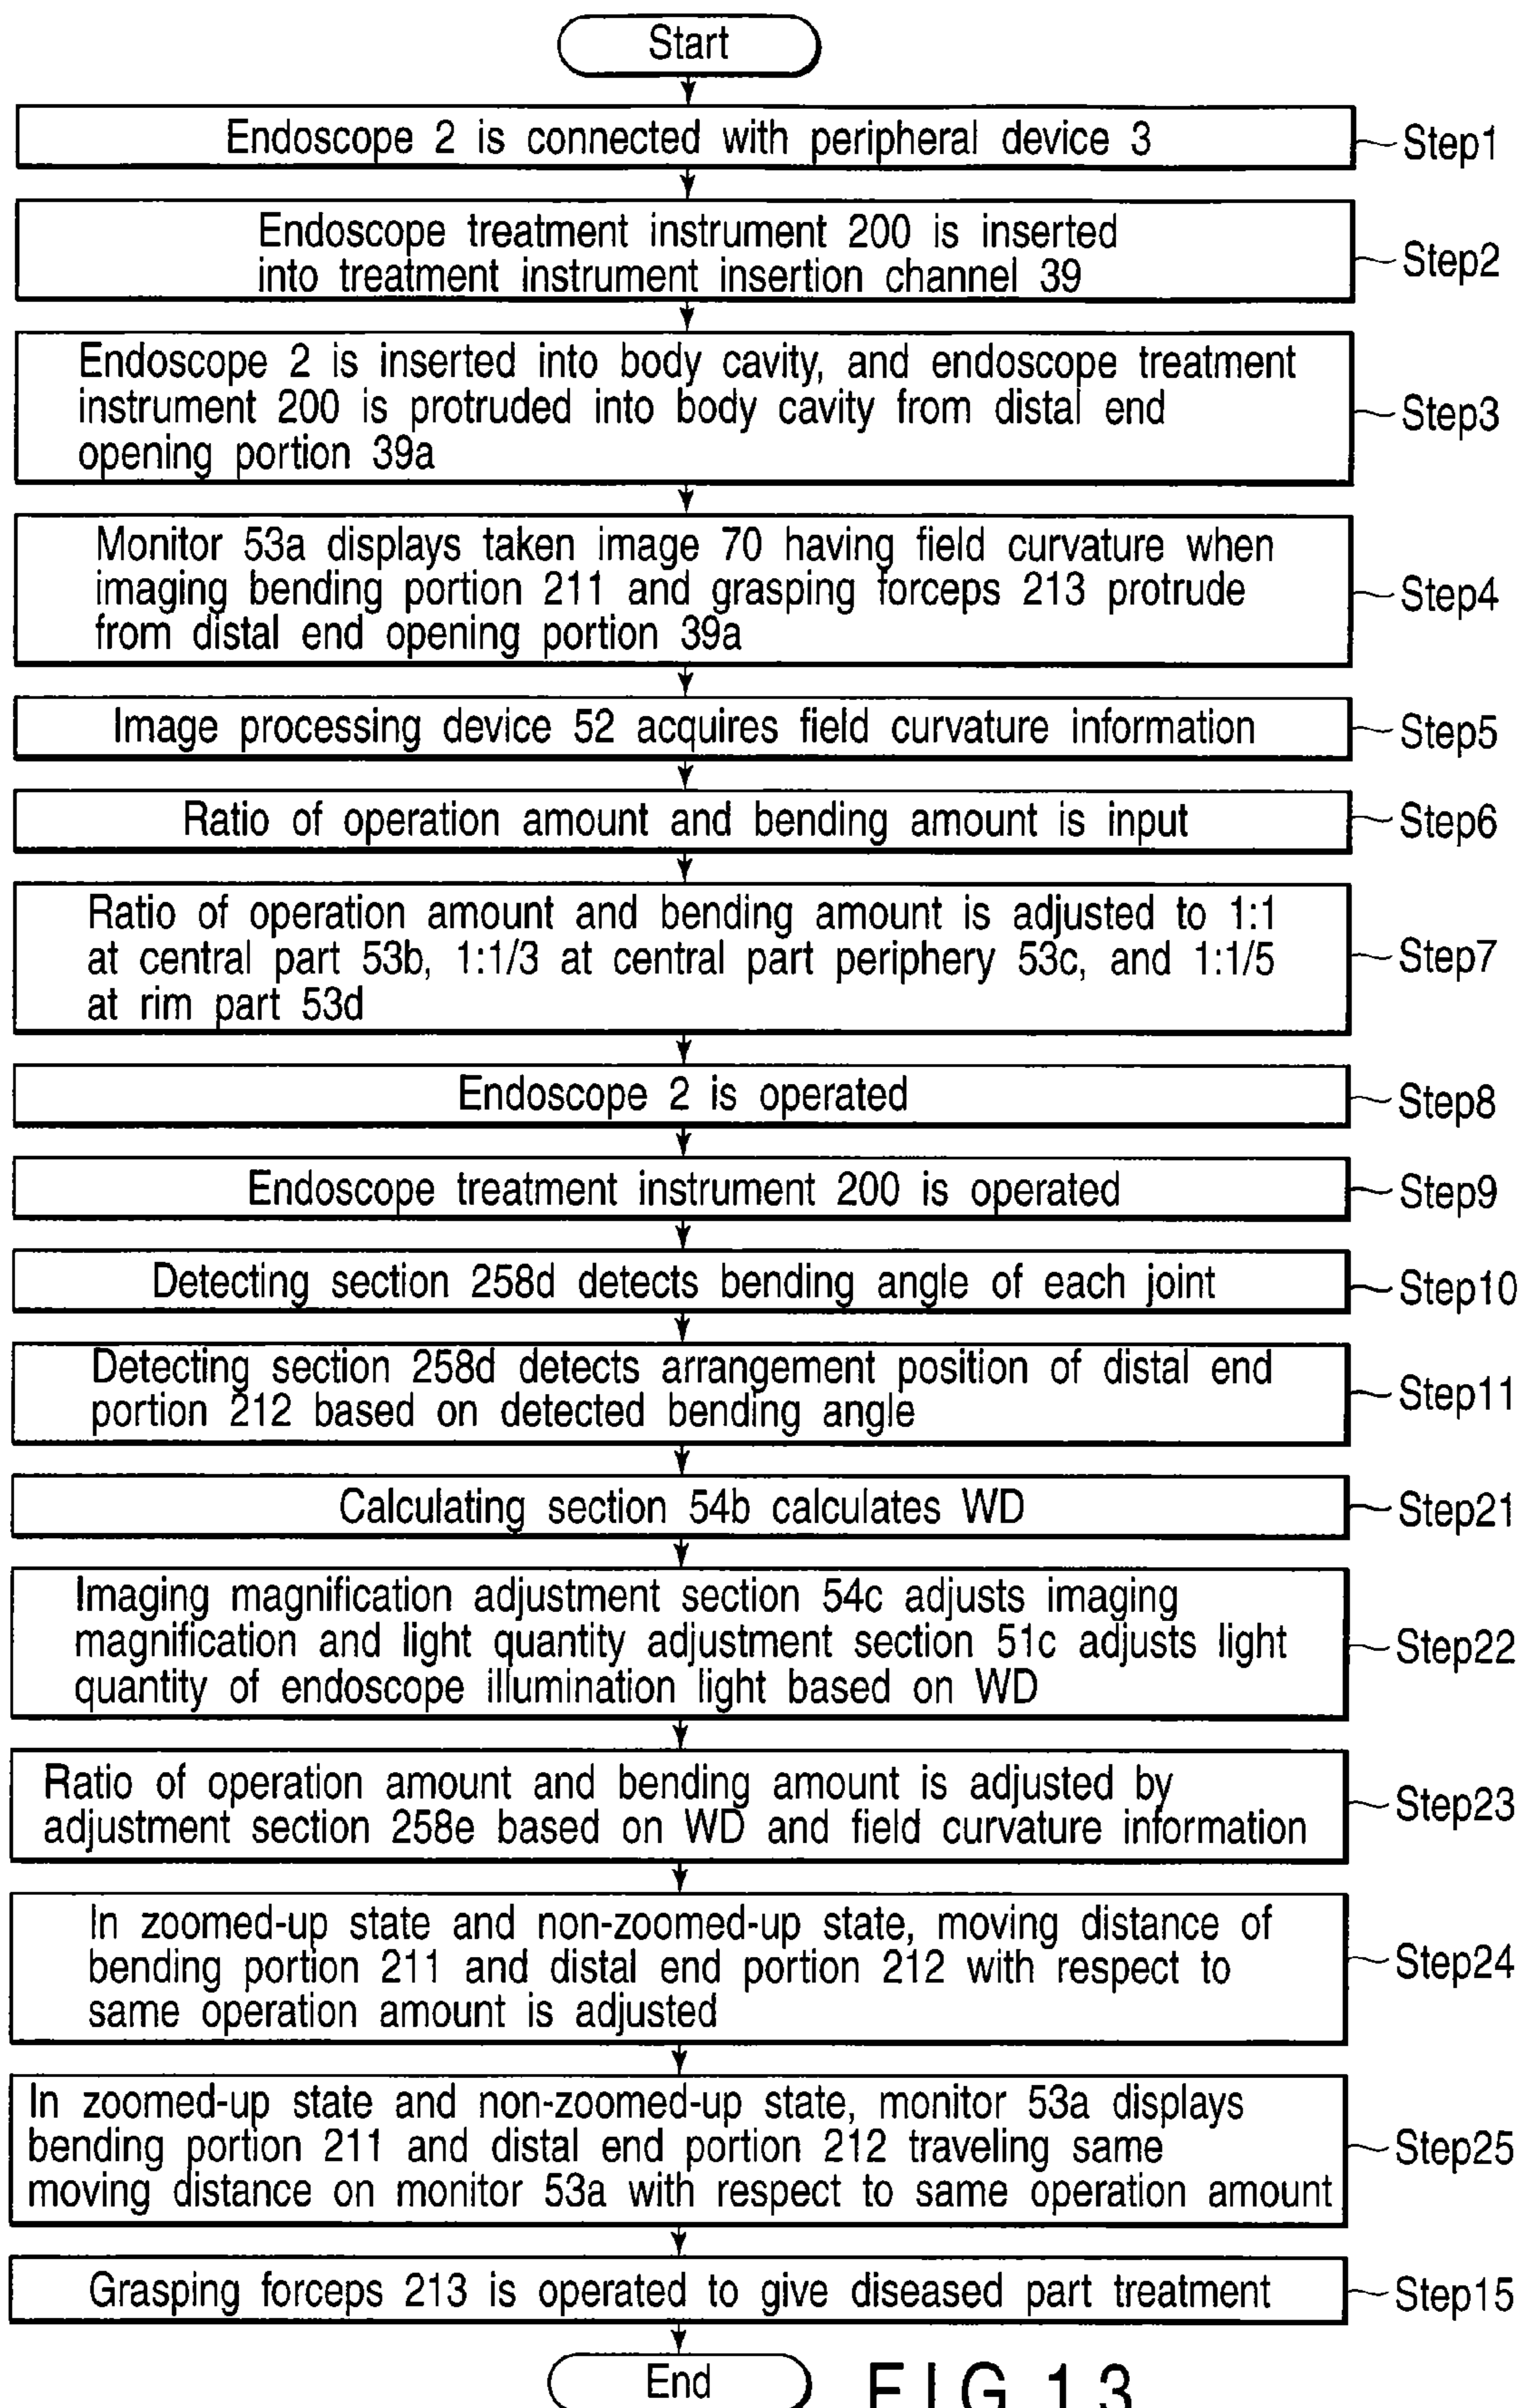 Start
Endoscope 2 is connected with peripheral device 3
Step1
Endoscope treatment instrument 200 is inserted
into treatment instrument insertion channel 39
Step2
Endoscope 2 is inserted into body cavity, and endoscope treatment
instrument 200 is protruded into body cavity from distal end
opening portion 39a
Step3
Monitor 53a displays taken image 70 having field curvature when
imaging bending portion 211 and grasping forceps 213 protrude
from distal end opening portion 39a
Step4
Image processing device 52 acquires field curvature information
Step5
Ratio of operation amount and bending amount is input
Step6
Ratio of operation amount and bending amount is adjusted to 1:1
at central part 53b, 1:1/3 at central part periphery 53c, and 1:1/5
at rim part 53d
Step7
Endoscope 2 is operated
Step8
Endoscope treatment instrument 200 is operated
Step9
Detecting section 258d detects bending angle of each joint
Step10
Detecting section 258d detects arrangement position of distal end
portion 212 based on detected bending angle
Step11
Calculating section 54b calculates WD
Step21
Imaging magnification adjustment section 54c adjusts imaging
magnification and light quantity adjustment section 51c adjusts light
quantity of endoscope illumination light based on WD
Step22
Ratio of operation amount and bending amount is adjusted by
adjustment section 258e based on WD and field curvature information
Step23
In zoomed-up state and non-zoomed-up state, moving distance of
bending portion 211 and distal end portion 212 with respect to
same operation amount is adjusted
Step24
In zoomed-up state and non-zoomed-up state, monitor 53a displays
bending portion 211 and distal end portion 212 traveling same
moving distance on monitor 53a with respect to same operation amount
Step25
Grasping forceps 213 is operated to give diseased part treatment
Step15
End
FIG. 13